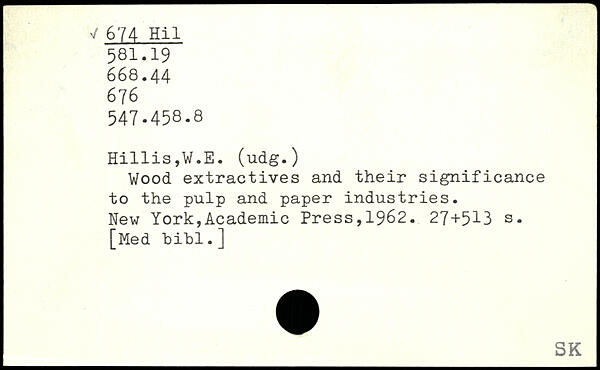 √ 674 Hil
581.19
668.44
676
547.458.8
Hillis,W.E. (udg.)
Wood extractives and their significance
to the pulp and paper industries.
New York,Academic Press,1962. 27+513 s.
[Med bibl.]
SK